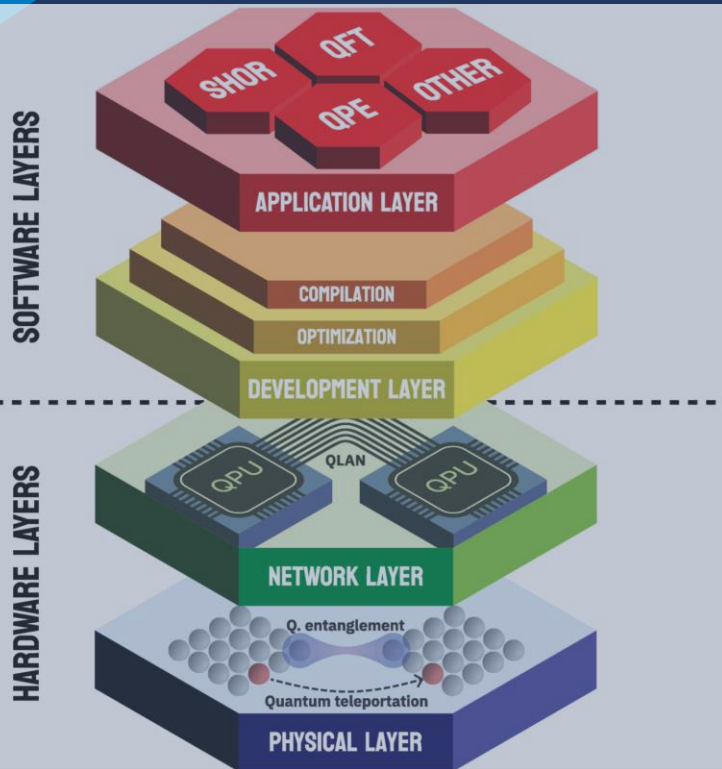 SOFTWARE LAYERS
QFT
SHOR
OTHER
QPE
APPLICATION LAYER
COMPILATION
OPTIMIZATION
DEVELOPMENT LAYER
HARDWARE LAYERS
QLAN
QPU
QPU
NETWORK LAYER
Q. entanglement
Quantum teleportation
PHYSICAL LAYER